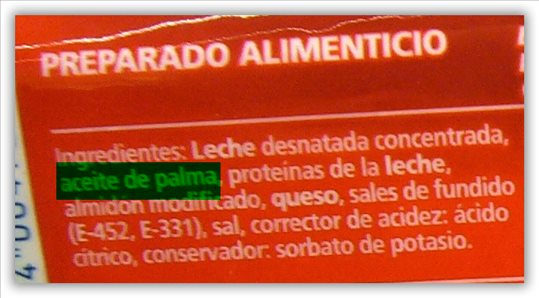 PREPARADO ALIMENTICIO
Ingredientes: Leche desnatada concentrada,
aceite de palma, proteinas de la leche,
almidón modificado, queso, sales de fundido
(E-452, E-331), sal, corrector de acidez: ácido
cítrico, conservador: sorbato de potasio.